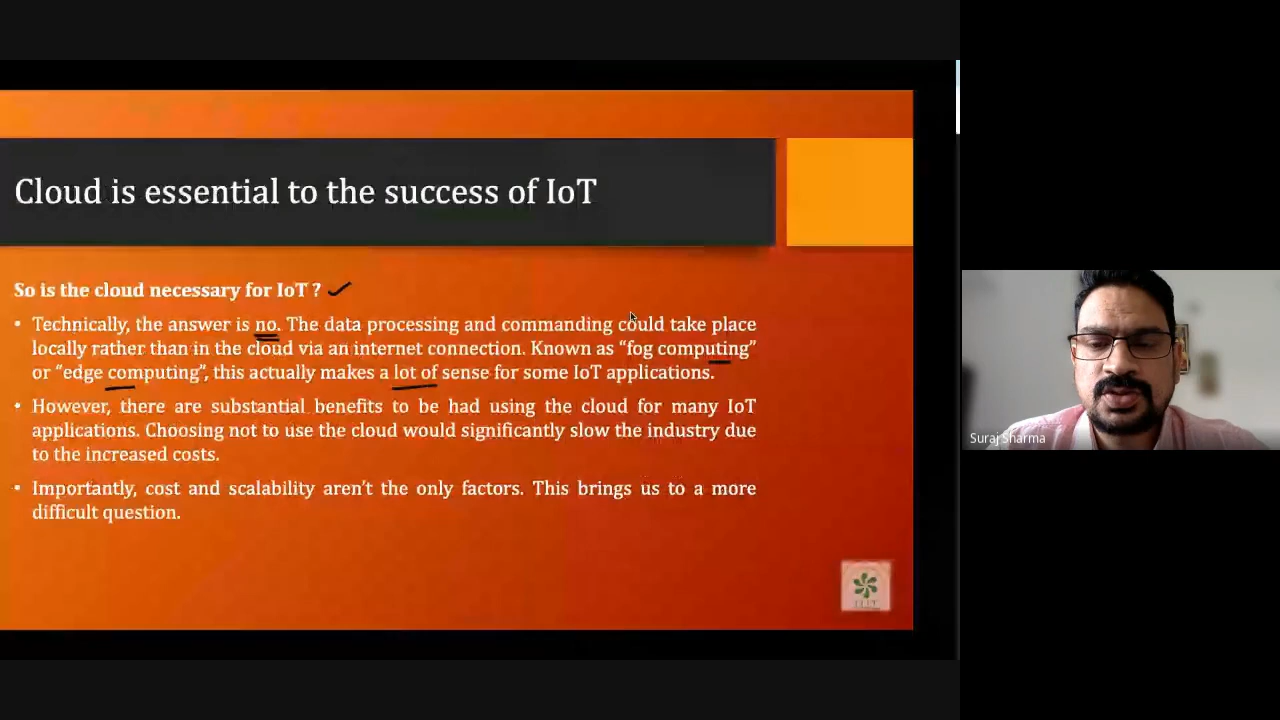 Cloud is essential to the success of IoT
So is the cloud necessary for IoT ?
• Technically, the answer is no. The data processing and commanding could take place
locally rather than in the cloud via an internet connection. Known as “fog computing”
or “edge computing”, this actually makes a lot of sense for some IoT applications.
• However, there are substantial benefits to be had using the cloud for many IoT
applications. Choosing not to use the cloud would significantly slow the industry due
to the increased costs.
• Importantly, cost and scalability aren’t the only factors. This brings us to a more
difficult question.
Suraj Sharma